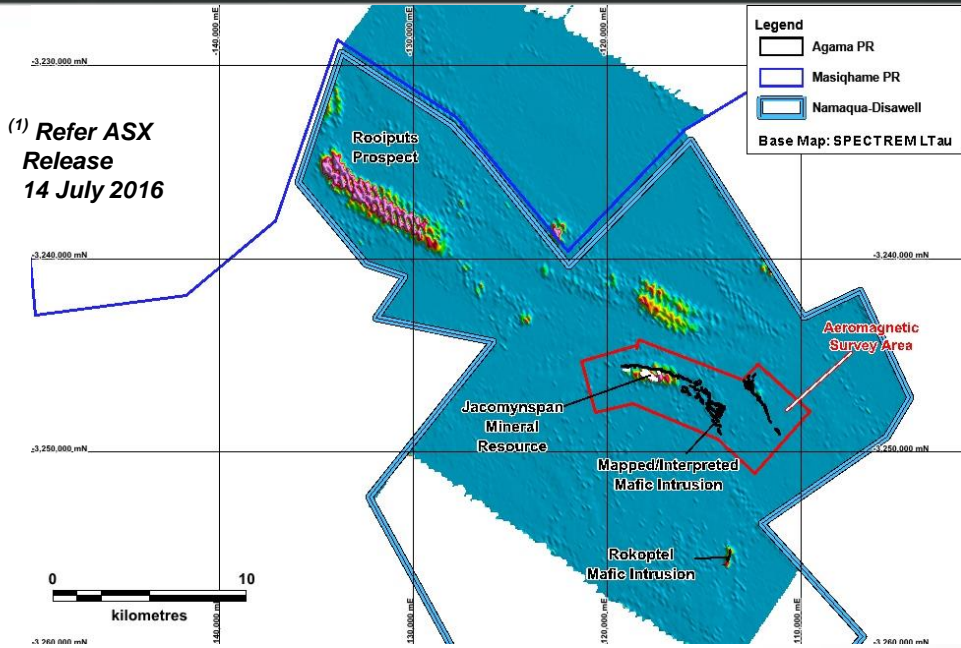 Legend
Agama PR
Masiqhame PR
Namaqua-Disawell
Base Map: SPECTREM LTau
(1) Refer ASX
Release
14 July 2016
-140,000 mE
-130,000 mE
-120,000 mE
-3,230,000 mN
Rooiputs
Prospect
-3,240,000 mN
-3,240,000 mN
Aeromagnetic
Survey Area
Jacomynspan
Mineral
Resource
-3,250,000 mN
-3,250,000 mN
Mapped/Interpreted
Mafic Intrusion
Rokoptel
Mafic Intrusion
0 10
kilometres
-140,000 mE
-130,000 mE
-120,000 mE
-110,000 mE
-3,260,000 mN
-3,260,000 mN